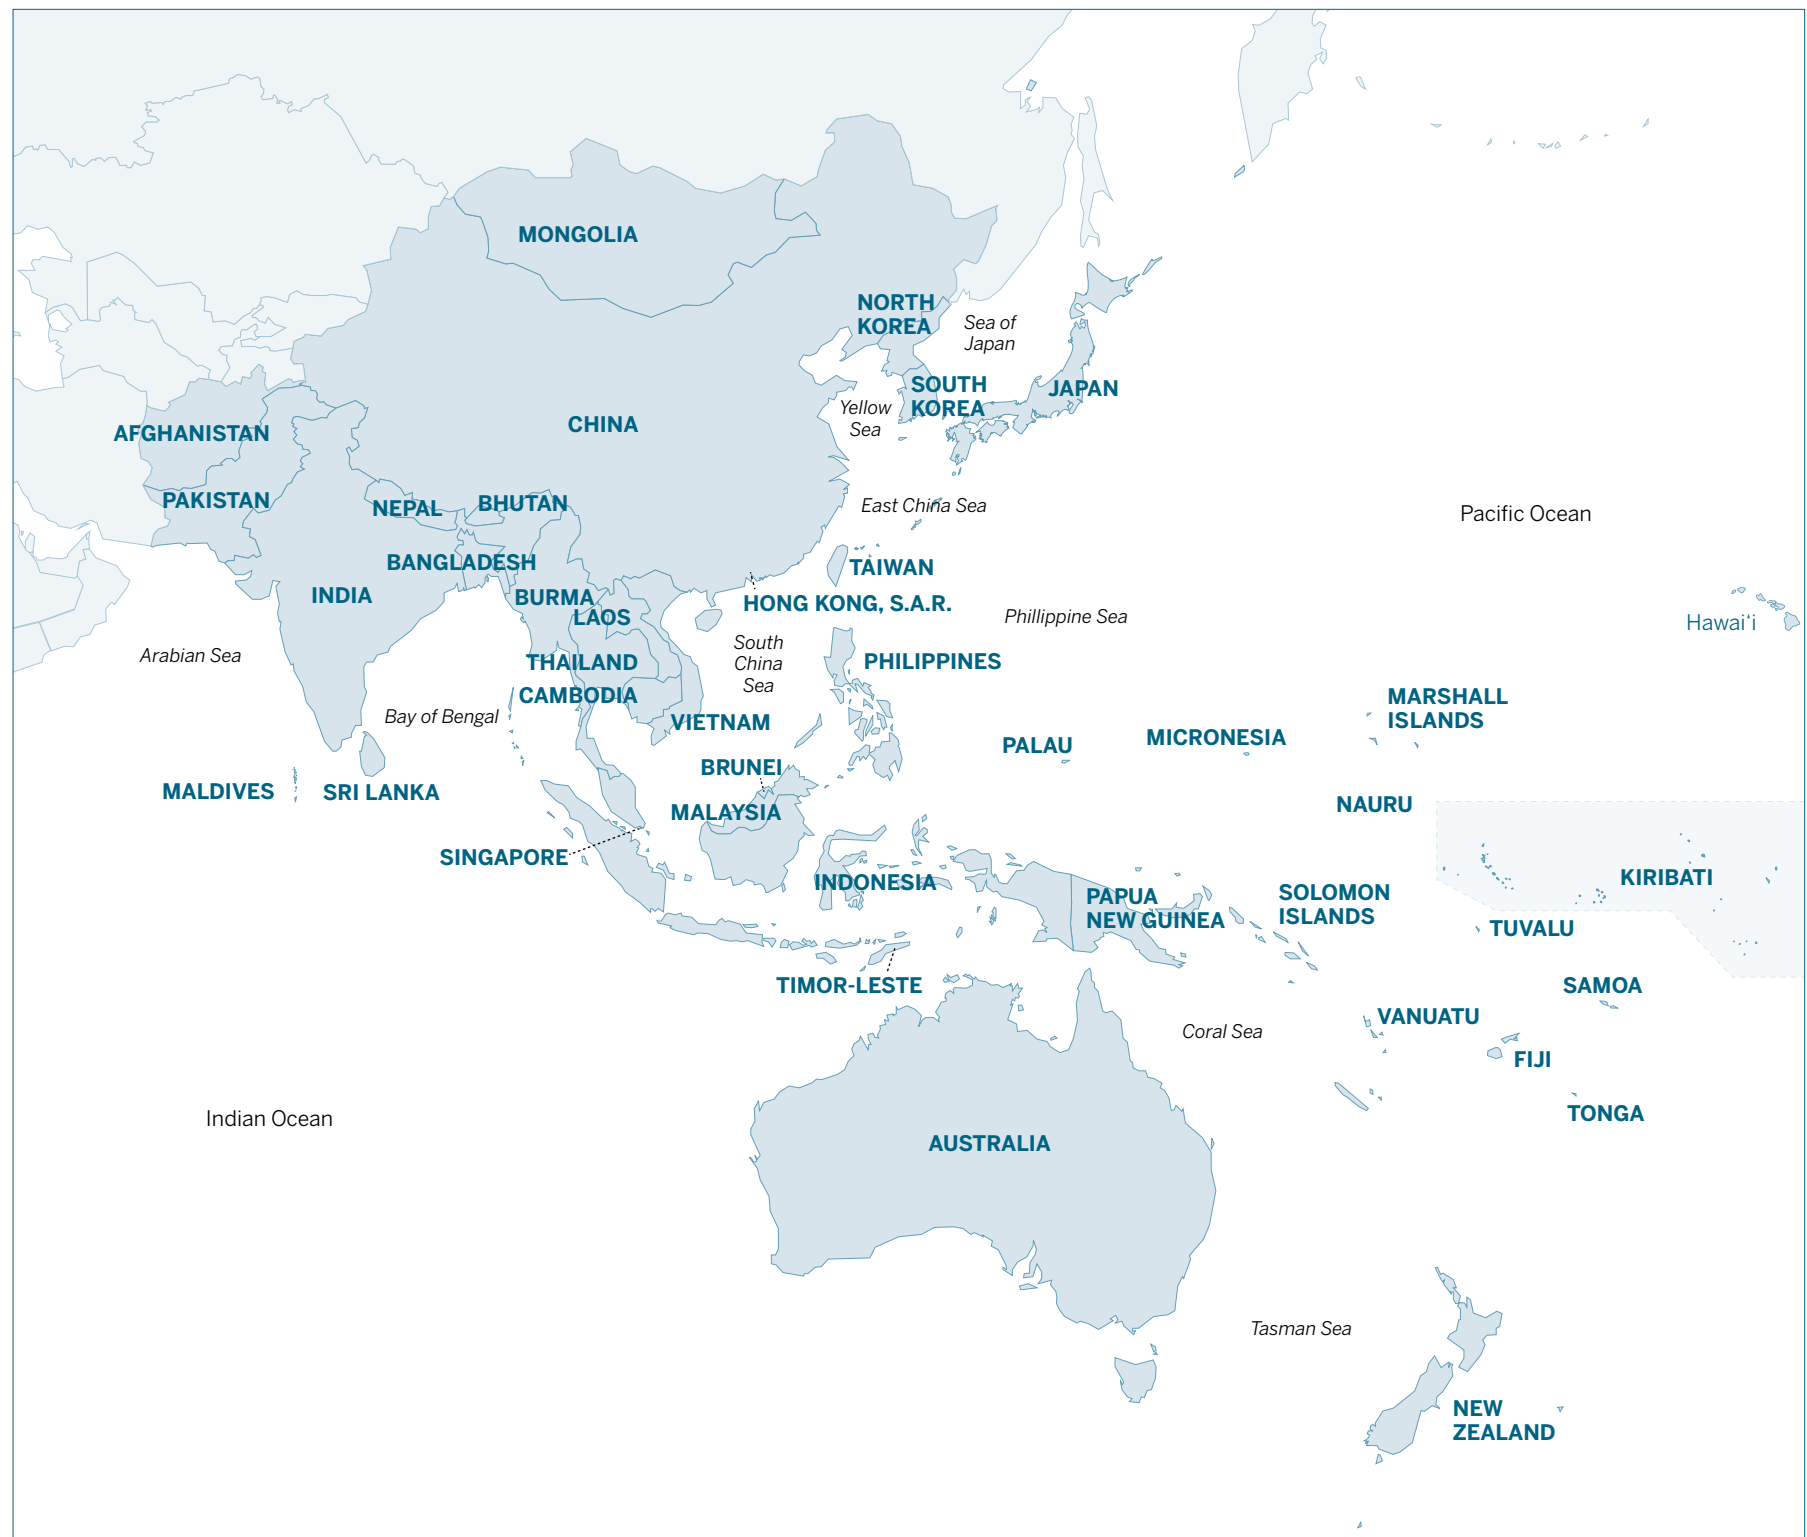 MONGOLIA
NORTH
KOREA
Sea of
Japan
SOUTH
KOREA
JAPAN
Yellow
Sea
CHINA
AFGHANISTAN
PAKISTAN
NEPAL
BHUTAN
East China Sea
Pacific Ocean
BANGLADESH
TAIWAN
INDIA
BURMA
LAOS
HONG KONG, S.A.R.
Phillippine Sea
Hawaiʻi
Arabian Sea
South
China
Sea
THAILAND
PHILIPPINES
CAMBODIA
Bay of Bengal
VIETNAM
MARSHALL
ISLANDS
PALAU
MICRONESIA
BRUNEI
MALDIVES
SRI LANKA
MALAYSIA
NAURU
SINGAPORE
INDONESIA
PAPUA
NEW GUINEA
SOLOMON
ISLANDS
KIRIBATI
TUVALU
TIMOR-LESTE
SAMOA
Coral Sea
VANUATU
FIJI
Indian Ocean
TONGA
AUSTRALIA
Tasman Sea
NEW
ZEALAND